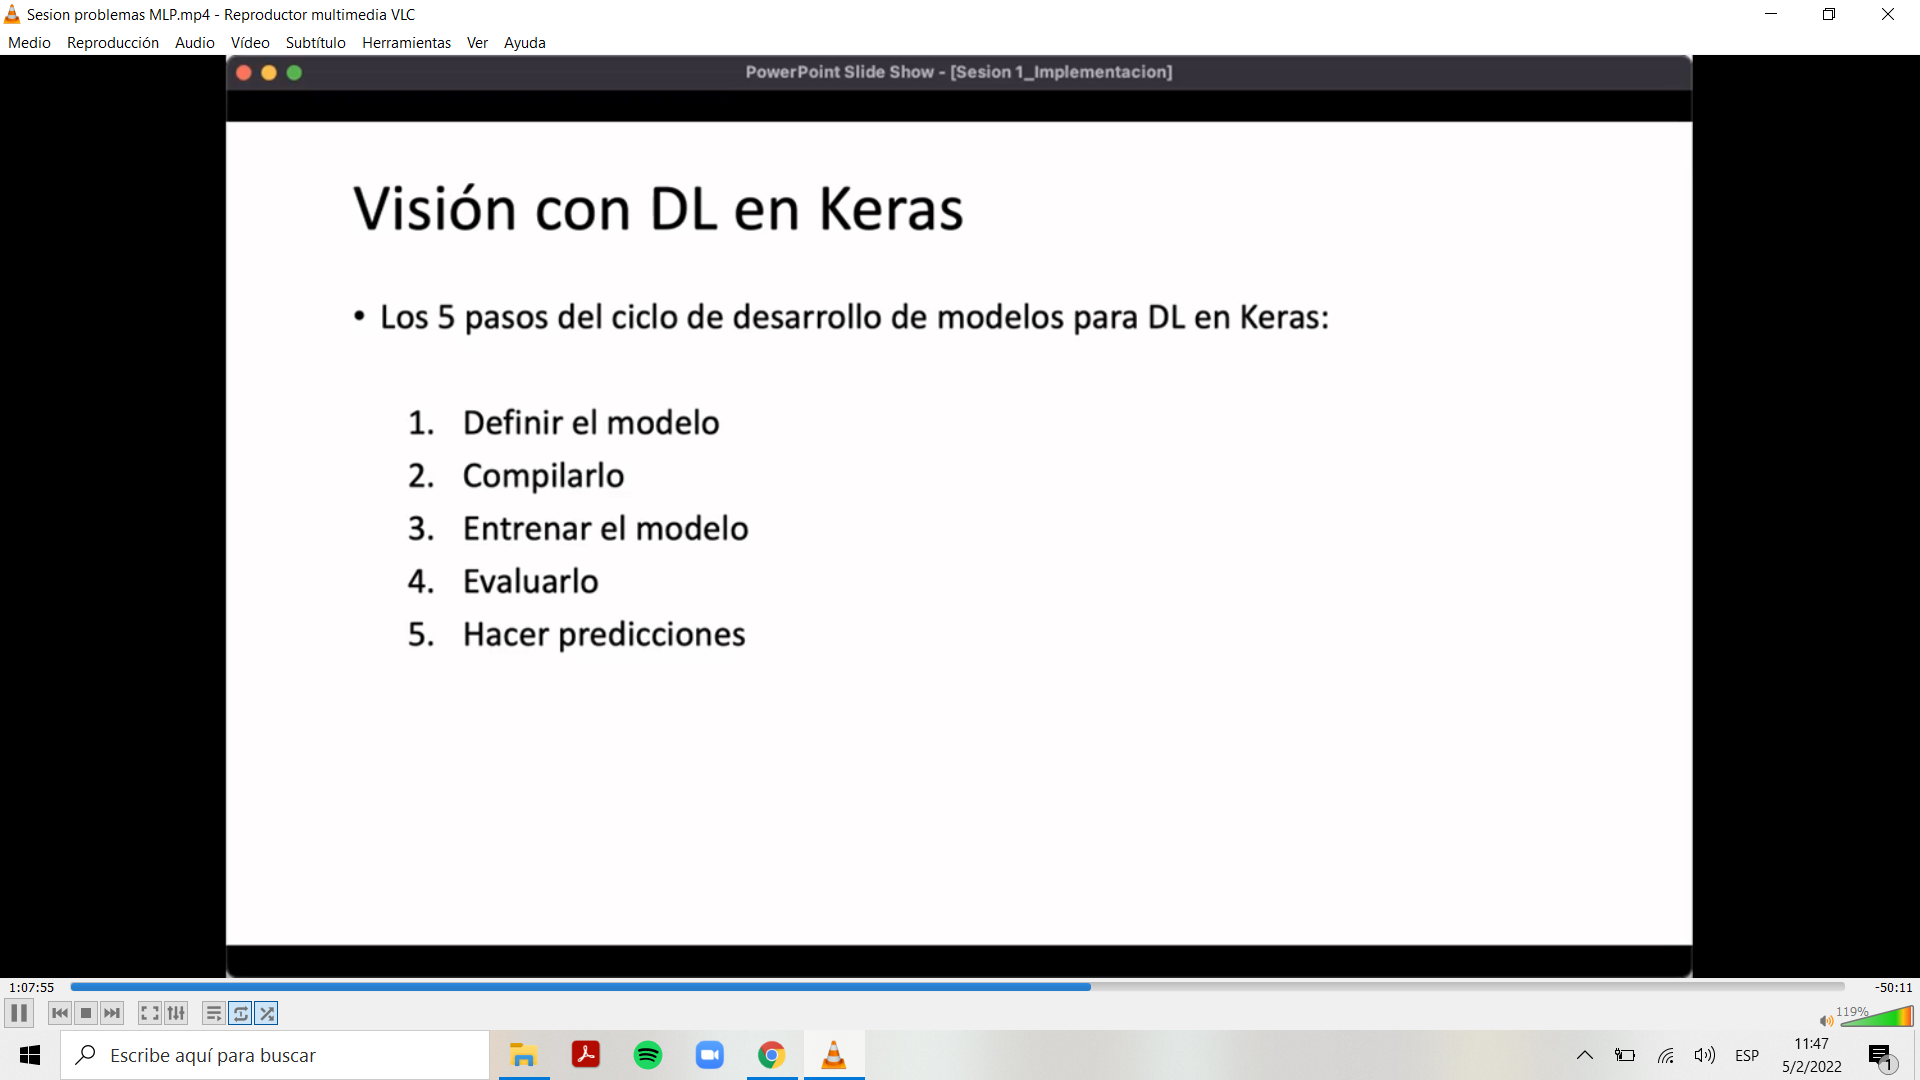 Sesion problemas MLP.mp4 - Reproductor multimedia VLC
Medio Reproducción Audio Vídeo Subtítulo Herramientas Ver Ayuda
PowerPoint Slide Show - [Sesion 1_Implementacion]
Visión con DL en Keras
• Los 5 pasos del ciclo de desarrollo de modelos para DL en Keras:
1. Definir el modelo
2. Compilarlo
3. Entrenar el modelo
4. Evaluarlo
5. Hacer predicciones
1:07:55 -50:11
119%
Escribe aquí para buscar
ESP
11:47
5/2/2022
1